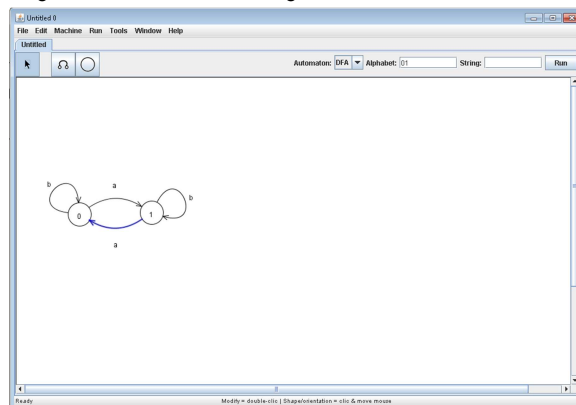 Untitled 0
File Edit Machine Run Tools Window Help
Untitled
Automaton: DFA Alphabet: 01 String: Run
b a b
0 1
a
Ready Modify = double-clic | Shape/orientation = clic & move mouse